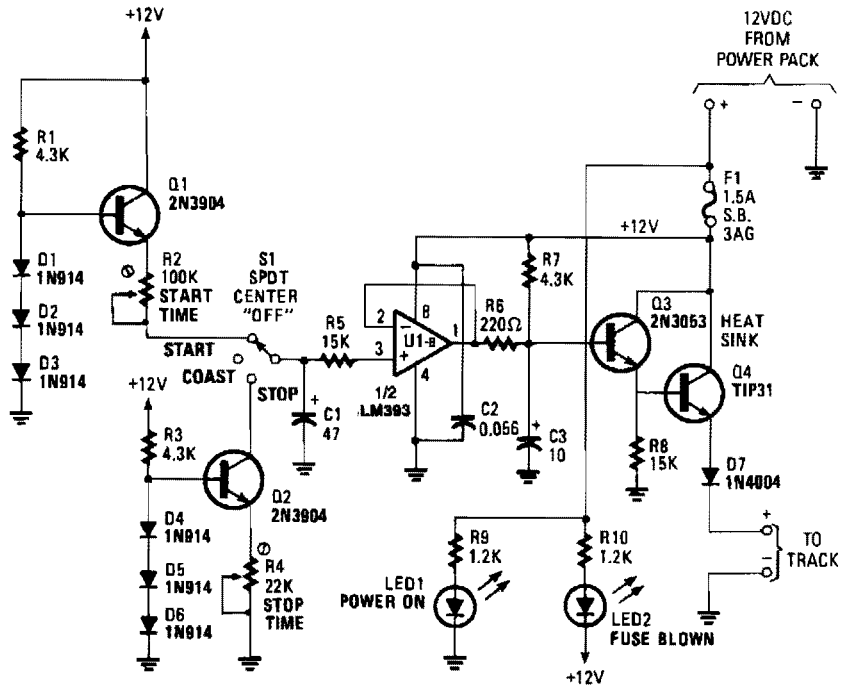 +12V
12VDC
FROM
POWER PACK
+
-
R1
4.3K
Q1
2N3904
F1
1.5A
S.B.
3AG
+12V
D1
1N914
R2
100K
START
TIME
S1
SPDT
CENTER
"OFF"
R7
4.3K
D2
1N914
R5
15K
2
-
8
U1-B
1
3
+
4
R6
220Ω
Q3
2N3053
HEAT
SINK
START
COAST
STOP
D3
1N914
1/2
LM393
Q4
TIP31
+12V
+
C1
47
C2
0.056
+
C3
10
R3
4.3K
R8
15K
D7
1N4004
Q2
2N3904
D4
1N914
R9
1.2K
R10
1.2K
+
-
TO
TRACK
D5
1N914
R4
22K
STOP
TIME
LED1
POWER ON
D6
1N914
LED2
FUSE BLOWN
+12V